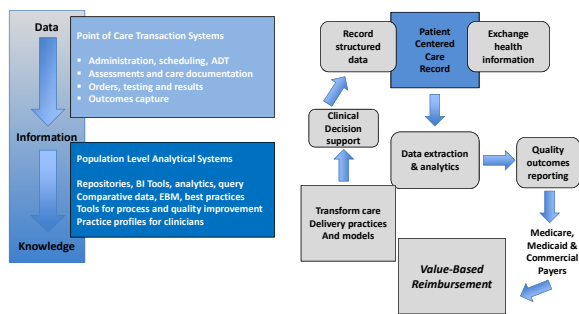 Data
Point of Care Transaction Systems
▪ Administration, scheduling, ADT
▪ Assessments and care documentation
▪ Orders, testing and results
▪ Outcomes capture
Information
Population Level Analytical Systems
Repositories, BI Tools, analytics, query
Comparative data, EBM, best practices
Tools for process and quality improvement
Practice profiles for clinicians
Knowledge
Record
structured
data
Patient
Centered
Care
Record
Exchange
health
information
Clinical
Decision
support
Data extraction
& analytics
Quality
outcomes
reporting
Transform care
Delivery practices
And models
Medicare,
Medicaid &
Commercial
Payers
Value-Based
Reimbursement